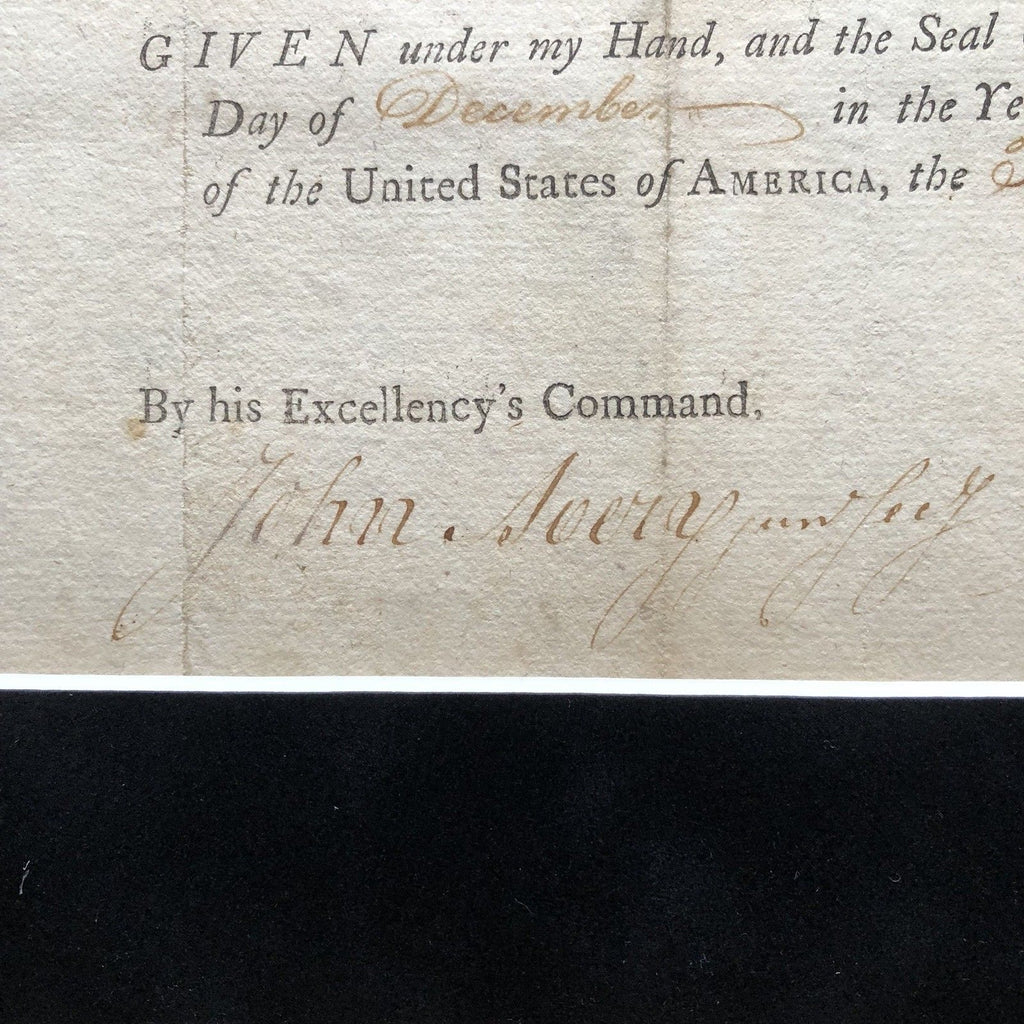 GIVEN under my Hand, and the Seal
Day of December in the Ye
of the United States of AMERICA, the
By his Excellency's Command,
John Avery jun Secy